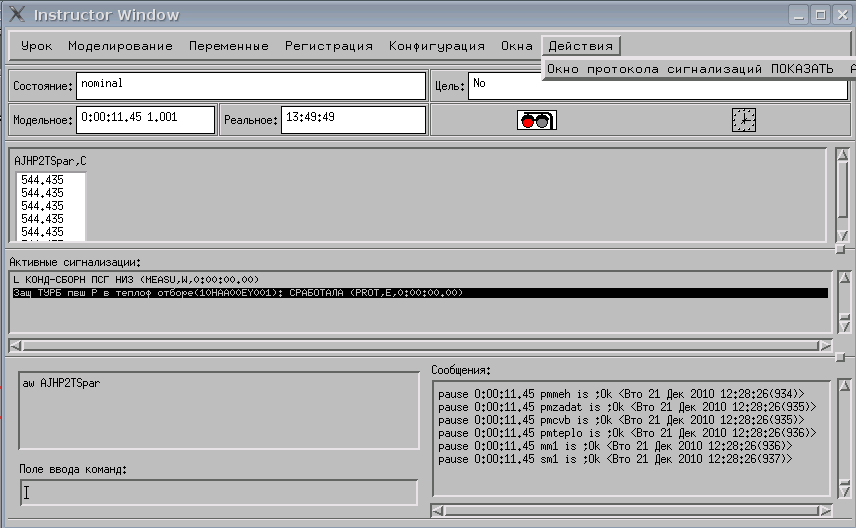 Instructor Window
Урок Моделирование Переменные Регистрация Конфигурация Окна Действия
Окно протокола сигнализаций ПОКАЗАТЬ
Состояние: nominal Цель: No
Модельное: 0:00:11.45 1.001 Реальное: 13:49:49
AJHP2TSpar,C
544.435
544.435
544.435
544.435
544.435
Активные сигнализации:
L КОНД-СБОРН ПСГ НИЗ (MEASU,W,0:00:00.00)
Защ ТУРБ пвш Р в теплоф отборе(10HAA00EY001): СРАБОТАЛА (PROT,E,0:00:00.00)
aw AJHP2TSpar
Поле ввода команд:
Сообщения:
pause 0:00:11.45 pmmeh is ;Ok <Вто 21 Дек 2010 12:28:26(934)>
pause 0:00:11.45 pmzadat is ;Ok <Вто 21 Дек 2010 12:28:26(935)>
pause 0:00:11.45 pmcvb is ;Ok <Вто 21 Дек 2010 12:28:26(935)>
pause 0:00:11.45 pmteplo is ;Ok <Вто 21 Дек 2010 12:28:26(936)>
pause 0:00:11.45 mm1 is ;Ok <Вто 21 Дек 2010 12:28:26(936)>
pause 0:00:11.45 sm1 is ;Ok <Вто 21 Дек 2010 12:28:26(937)>